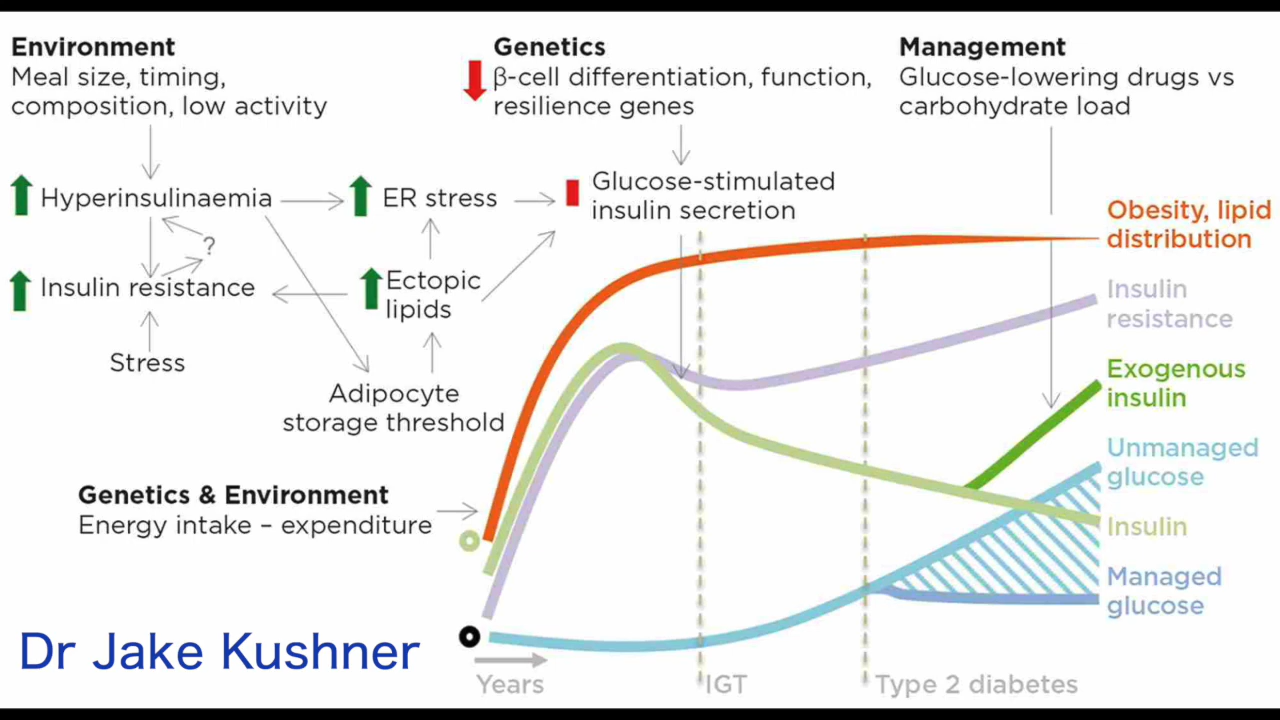 Environment
Meal size, timing,
composition, low activity
Genetics
β-cell differentiation, function,
resilience genes
Management
Glucose-lowering drugs vs
carbohydrate load
Hyperinsulinaemia
ER stress
Glucose-stimulated
insulin secretion
?
Insulin resistance
Ectopic
lipids
Stress
Adipocyte
storage threshold
Obesity, lipid
distribution
Insulin
resistance
Exogenous
insulin
Unmanaged
glucose
Insulin
Managed
glucose
Genetics & Environment
Energy intake – expenditure
Dr Jake Kushner
Years
IGT
Type 2 diabetes